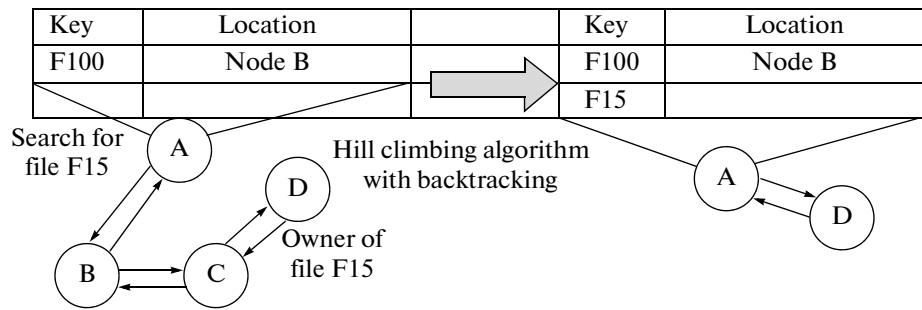 Key Location Key Location
F100 Node B F100 Node B
F15
Search for
file F15
A
Hill climbing algorithm
with backtracking
D
A
D
Owner of
file F15
B
C